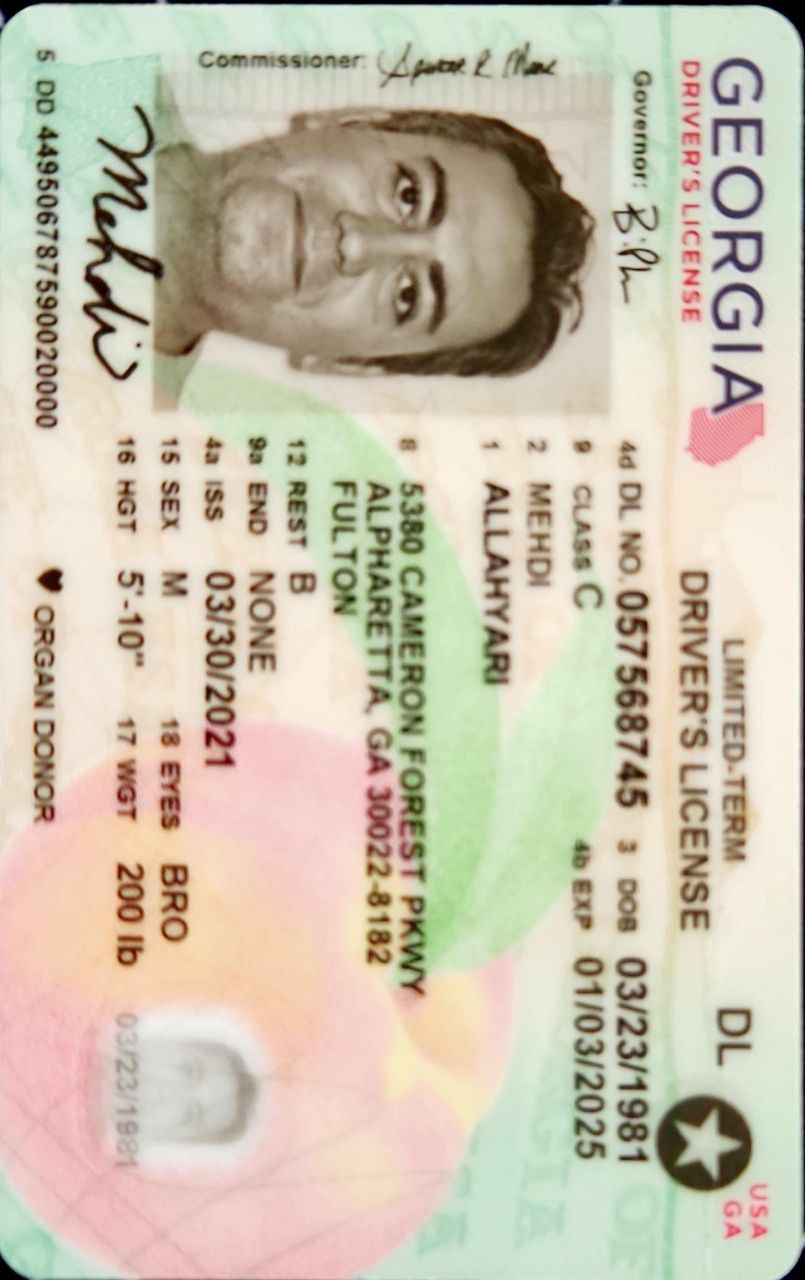 GEORGIA
DRIVER'S LICENSE
LIMITED-TERM
DRIVER'S LICENSE
DL
USA
GA
Governor:
Commissioner:
4d DL NO. 057568745 3 DOB 03/23/1981
9 CLASS C 4b EXP 01/03/2025
2 MEHDI
1 ALLAHYARI
8 5380 CAMERON FOREST PKWY
ALPHARETTA, GA 30022-8182
FULTON
12 REST B
9a END NONE
4a ISS 03/30/2021
15 SEX M 18 EYES BRO
16 HGT 5'-10" 17 WGT 200 lb
03/23/1981
Mehdi
♥ ORGAN DONOR
5 DD 449506787590020000